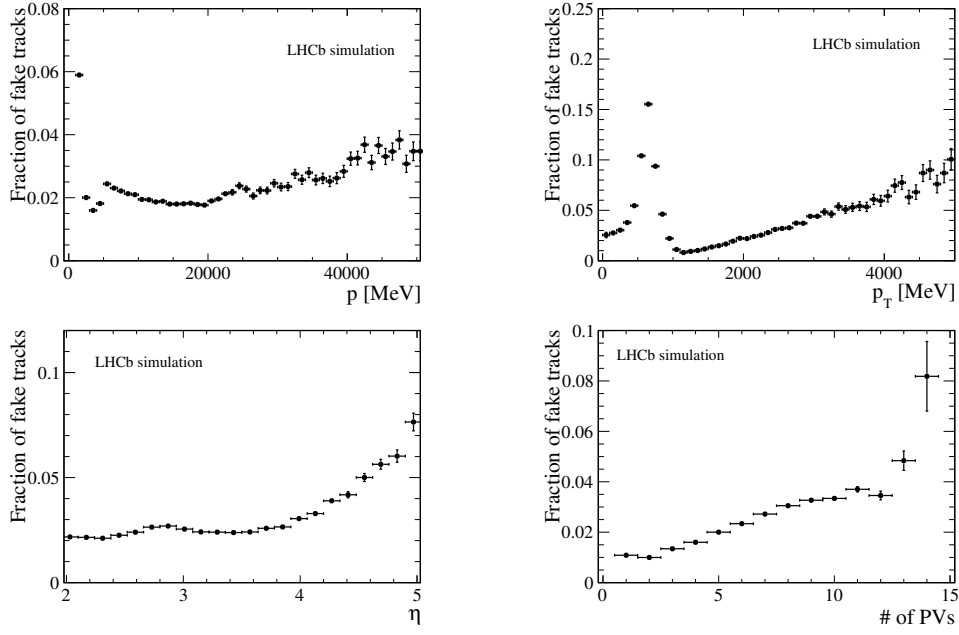 Fraction of fake tracks
0.08
0.06
0.04
0.02
0
LHCb simulation
0
20000
40000
p [MeV]
Fraction of fake tracks
0.25
0.2
0.15
0.1
0.05
0
LHCb simulation
0
2000
4000
p_T [MeV]
Fraction of fake tracks
0.1
0.05
0
LHCb simulation
2
3
4
5
η
Fraction of fake tracks
0.1
0.08
0.06
0.04
0.02
0
LHCb simulation
0
5
10
15
# of PVs